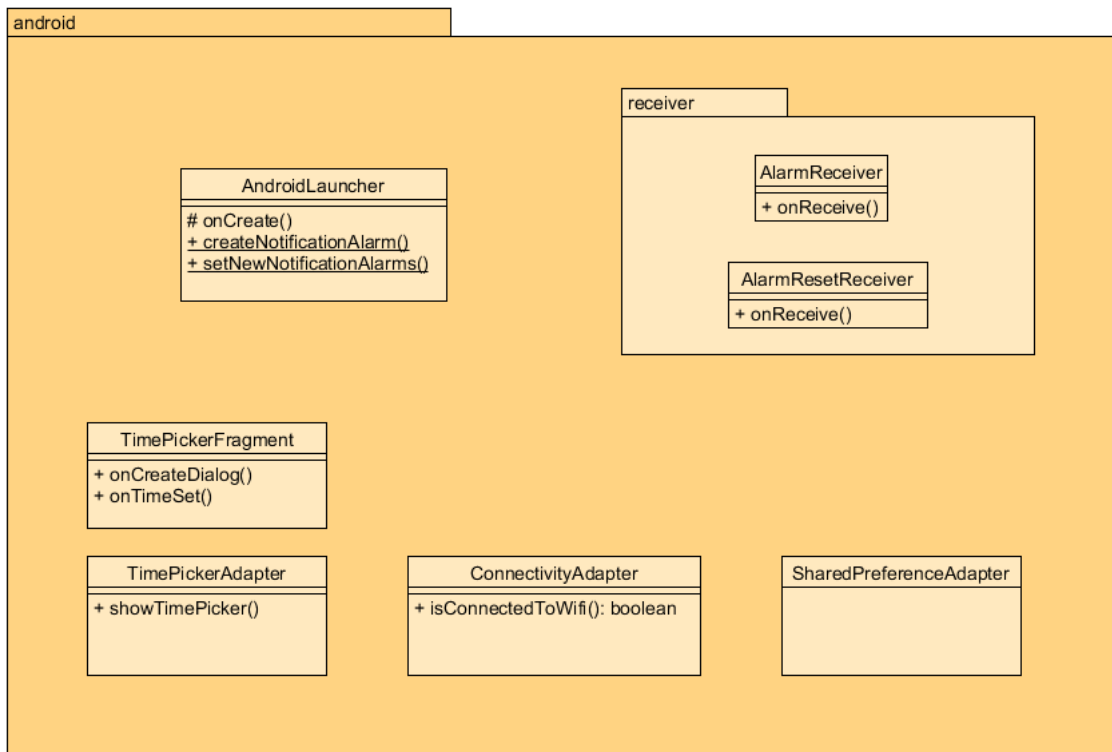 android
receiver
AlarmReceiver
+ onReceive()
AndroidLauncher
# onCreate()
+ createNotificationAlarm()
+ setNewNotificationAlarms()
AlarmResetReceiver
+ onReceive()
TimePickerFragment
+ onCreateDialog()
+ onTimeSet()
TimePickerAdapter
+ showTimePicker()
ConnectivityAdapter
+ isConnectedToWifi(): boolean
SharedPreferenceAdapter